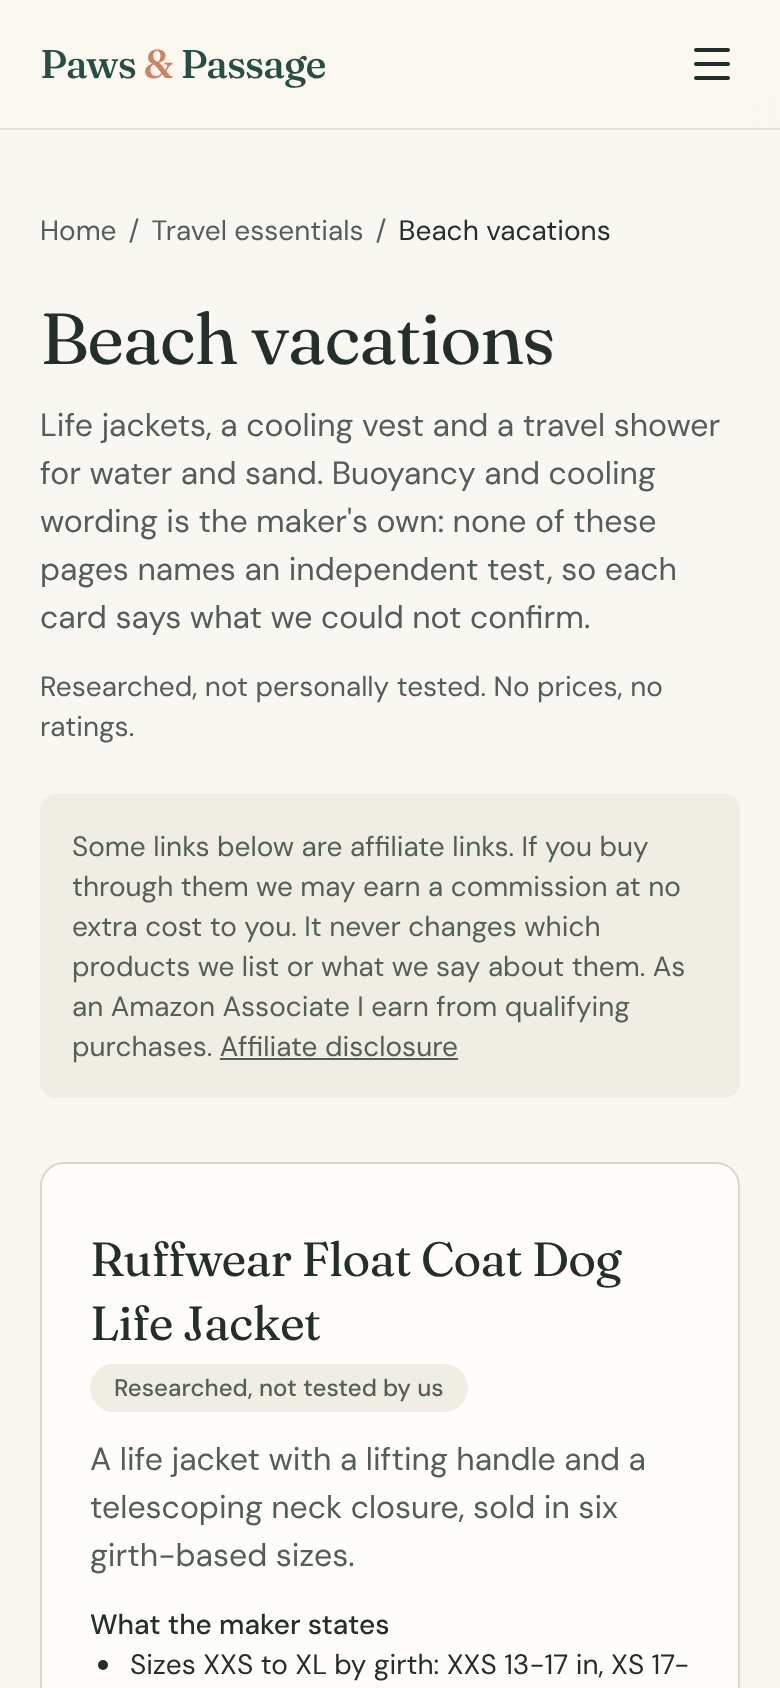 Paws & Passage
Home / Travel essentials / Beach vacations
Beach vacations
Life jackets, a cooling vest and a travel shower
for water and sand. Buoyancy and cooling
wording is the maker's own: none of these
pages names an independent test, so each
card says what we could not confirm.
Researched, not personally tested. No prices, no
ratings.
Some links below are affiliate links. If you buy
through them we may earn a commission at no
extra cost to you. It never changes which
products we list or what we say about them. As
an Amazon Associate I earn from qualifying
purchases. Affiliate disclosure
Ruffwear Float Coat Dog
Life Jacket
Researched, not tested by us
A life jacket with a lifting handle and a
telescoping neck closure, sold in six
girth-based sizes.
What the maker states
• Sizes XXS to XL by girth: XXS 13-17 in, XS 17-